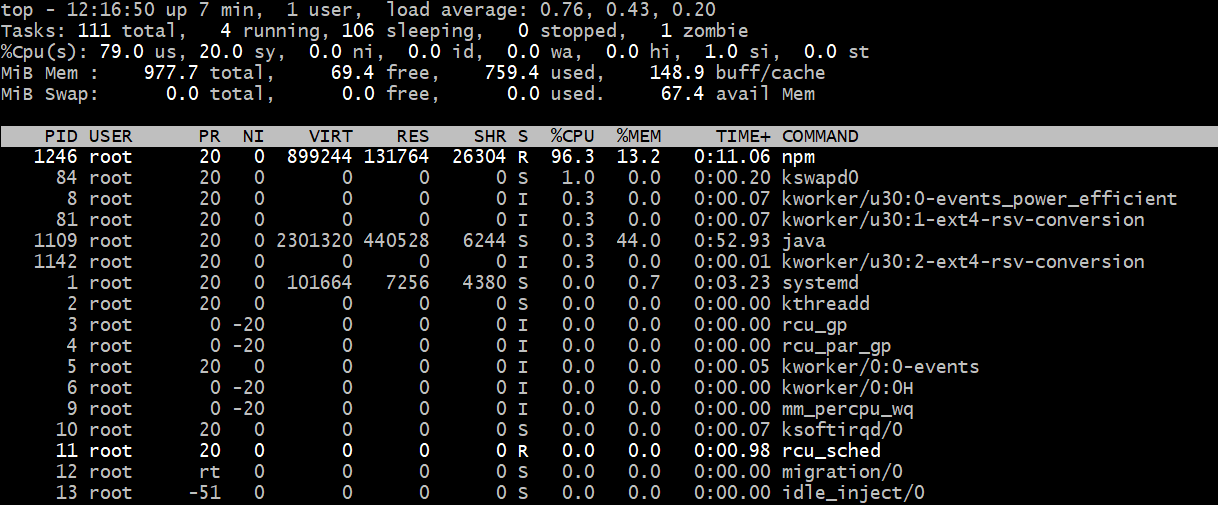 top - 12:16:50 up 7 min,  1 user,  load average: 0.76, 0.43, 0.20
Tasks: 111 total,   4 running, 106 sleeping,   0 stopped,   1 zombie
%Cpu(s): 79.0 us, 20.0 sy,  0.0 ni,  0.0 id,  0.0 wa,  0.0 hi,  1.0 si,  0.0 st
MiB Mem :    977.7 total,     69.4 free,    759.4 used,    148.9 buff/cache
MiB Swap:      0.0 total,      0.0 free,      0.0 used.     67.4 avail Mem

    PID USER      PR  NI    VIRT    RES    SHR S  %CPU  %MEM     TIME+ COMMAND
   1246 root      20   0  899244 131764  26304 R  96.3  13.2   0:11.06 npm
     84 root      20   0       0      0      0 S   1.0   0.0   0:00.20 kswapd0
      8 root      20   0       0      0      0 I   0.3   0.0   0:00.07 kworker/u30:0-events_power_efficient
     81 root      20   0       0      0      0 I   0.3   0.0   0:00.07 kworker/u30:1-ext4-rsv-conversion
   1109 root      20   0 2301320 440528   6244 S   0.3  44.0   0:52.93 java
   1142 root      20   0       0      0      0 I   0.3   0.0   0:00.01 kworker/u30:2-ext4-rsv-conversion
      1 root      20   0  101664   7256   4380 S   0.0   0.7   0:03.23 systemd
      2 root      20   0       0      0      0 S   0.0   0.0   0:00.00 kthreadd
      3 root       0 -20       0      0      0 I   0.0   0.0   0:00.00 rcu_gp
      4 root       0 -20       0      0      0 I   0.0   0.0   0:00.00 rcu_par_gp
      5 root      20   0       0      0      0 I   0.0   0.0   0:00.05 kworker/0:0-events
      6 root       0 -20       0      0      0 I   0.0   0.0   0:00.00 kworker/0:0H
      9 root       0 -20       0      0      0 I   0.0   0.0   0:00.00 mm_percpu_wq
     10 root      20   0       0      0      0 S   0.0   0.0   0:00.07 ksoftirqd/0
     11 root      20   0       0      0      0 R   0.0   0.0   0:00.98 rcu_sched
     12 root      rt   0       0      0      0 S   0.0   0.0   0:00.00 migration/0
     13 root     -51   0       0      0      0 S   0.0   0.0   0:00.00 idle_inject/0